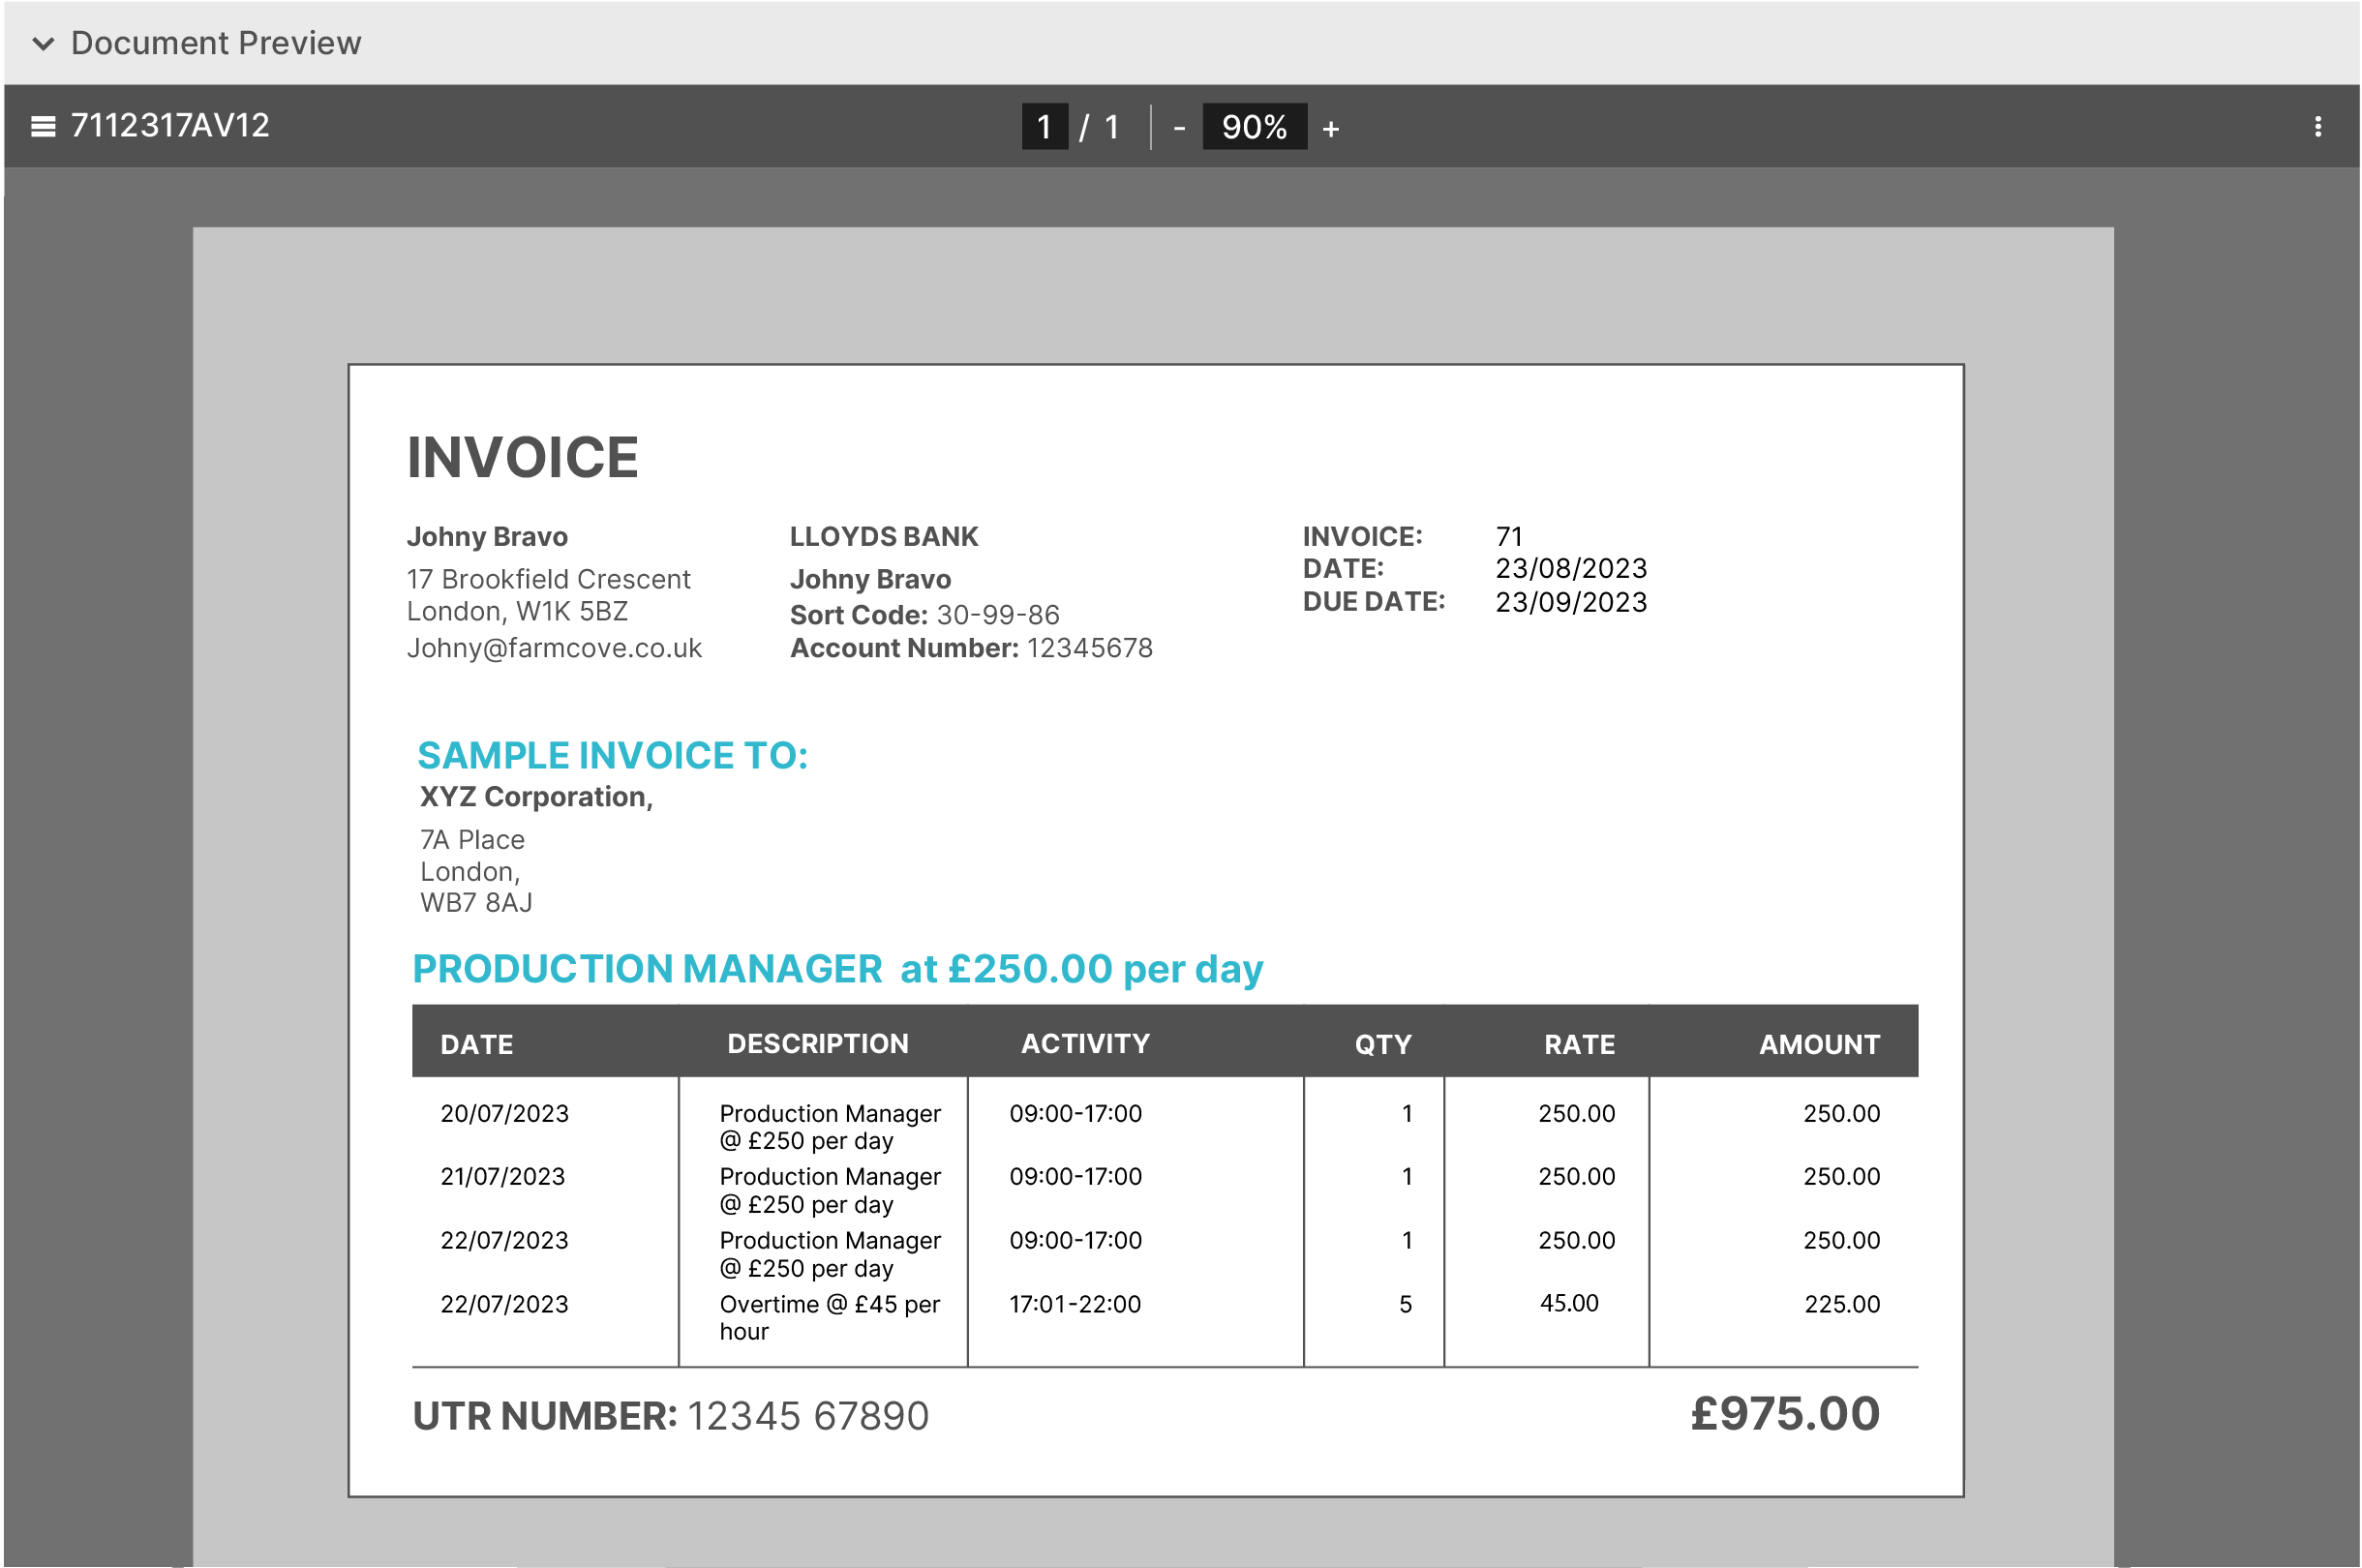 Document Preview
7112317AV12
1 / 1 - 90% +
INVOICE
Johny Bravo
17 Brookfield Crescent
London, W1K 5BZ
Johny@farmcove.co.uk
LLOYDS BANK
Johny Bravo
Sort Code: 30-99-86
Account Number: 12345678
INVOICE: 71
DATE: 23/08/2023
DUE DATE: 23/09/2023
SAMPLE INVOICE TO:
XYZ Corporation,
7A Place
London,
WB7 8AJ
PRODUCTION MANAGER at £250.00 per day
DATE DESCRIPTION ACTIVITY QTY RATE AMOUNT
20/07/2023 Production Manager 09:00-17:00 1 250.00 250.00
@ £250 per day
21/07/2023 Production Manager 09:00-17:00 1 250.00 250.00
@ £250 per day
22/07/2023 Production Manager 09:00-17:00 1 250.00 250.00
@ £250 per day
22/07/2023 Overtime @ £45 per 17:01-22:00 5 45.00 225.00
hour
UTR NUMBER: 12345 67890 £975.00